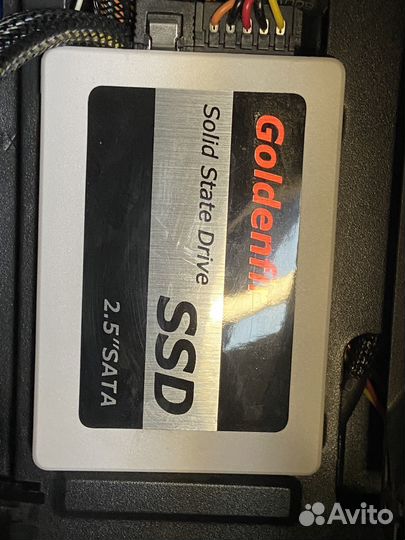 Goldenfi
Solid State Drive
SSD
2.5"SATA
Avito